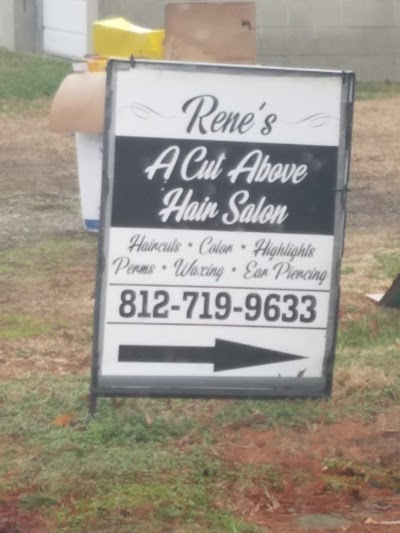 Rene's
A Cut Above
Hair Salon
Haircuts • Color • Highlights
Perms • Waxing • Ear Piercing
812-719-9633